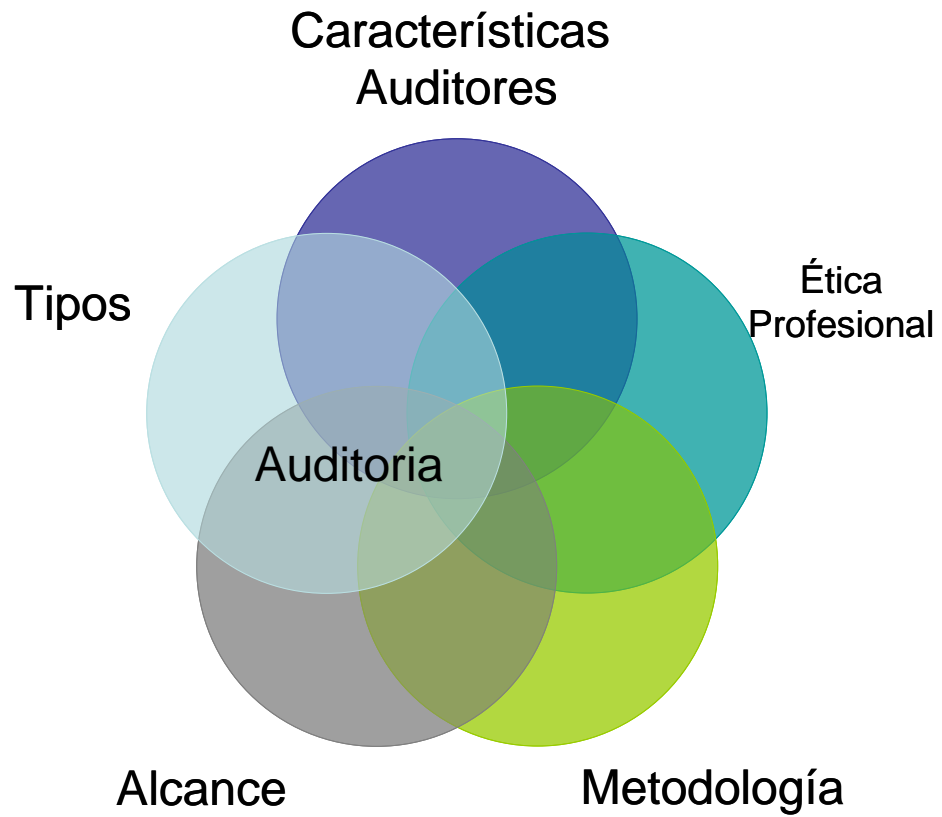 Características
Auditores
Tipos
Ética
Profesional
Auditoria
Alcance
Metodología